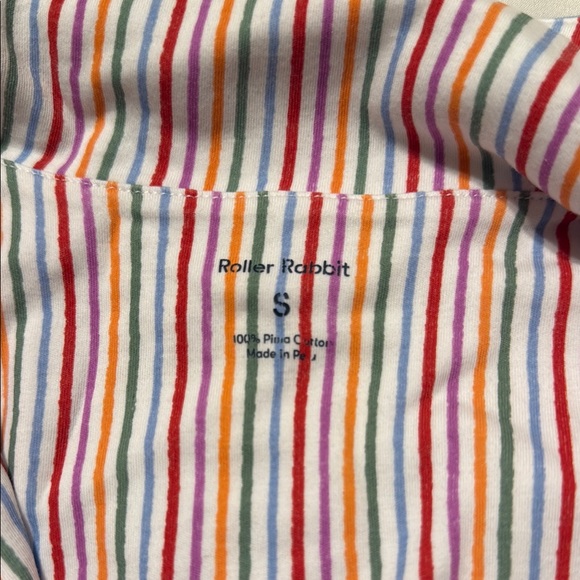 Roller Rabbit
S
100% Pima Cotton
Made in Peru